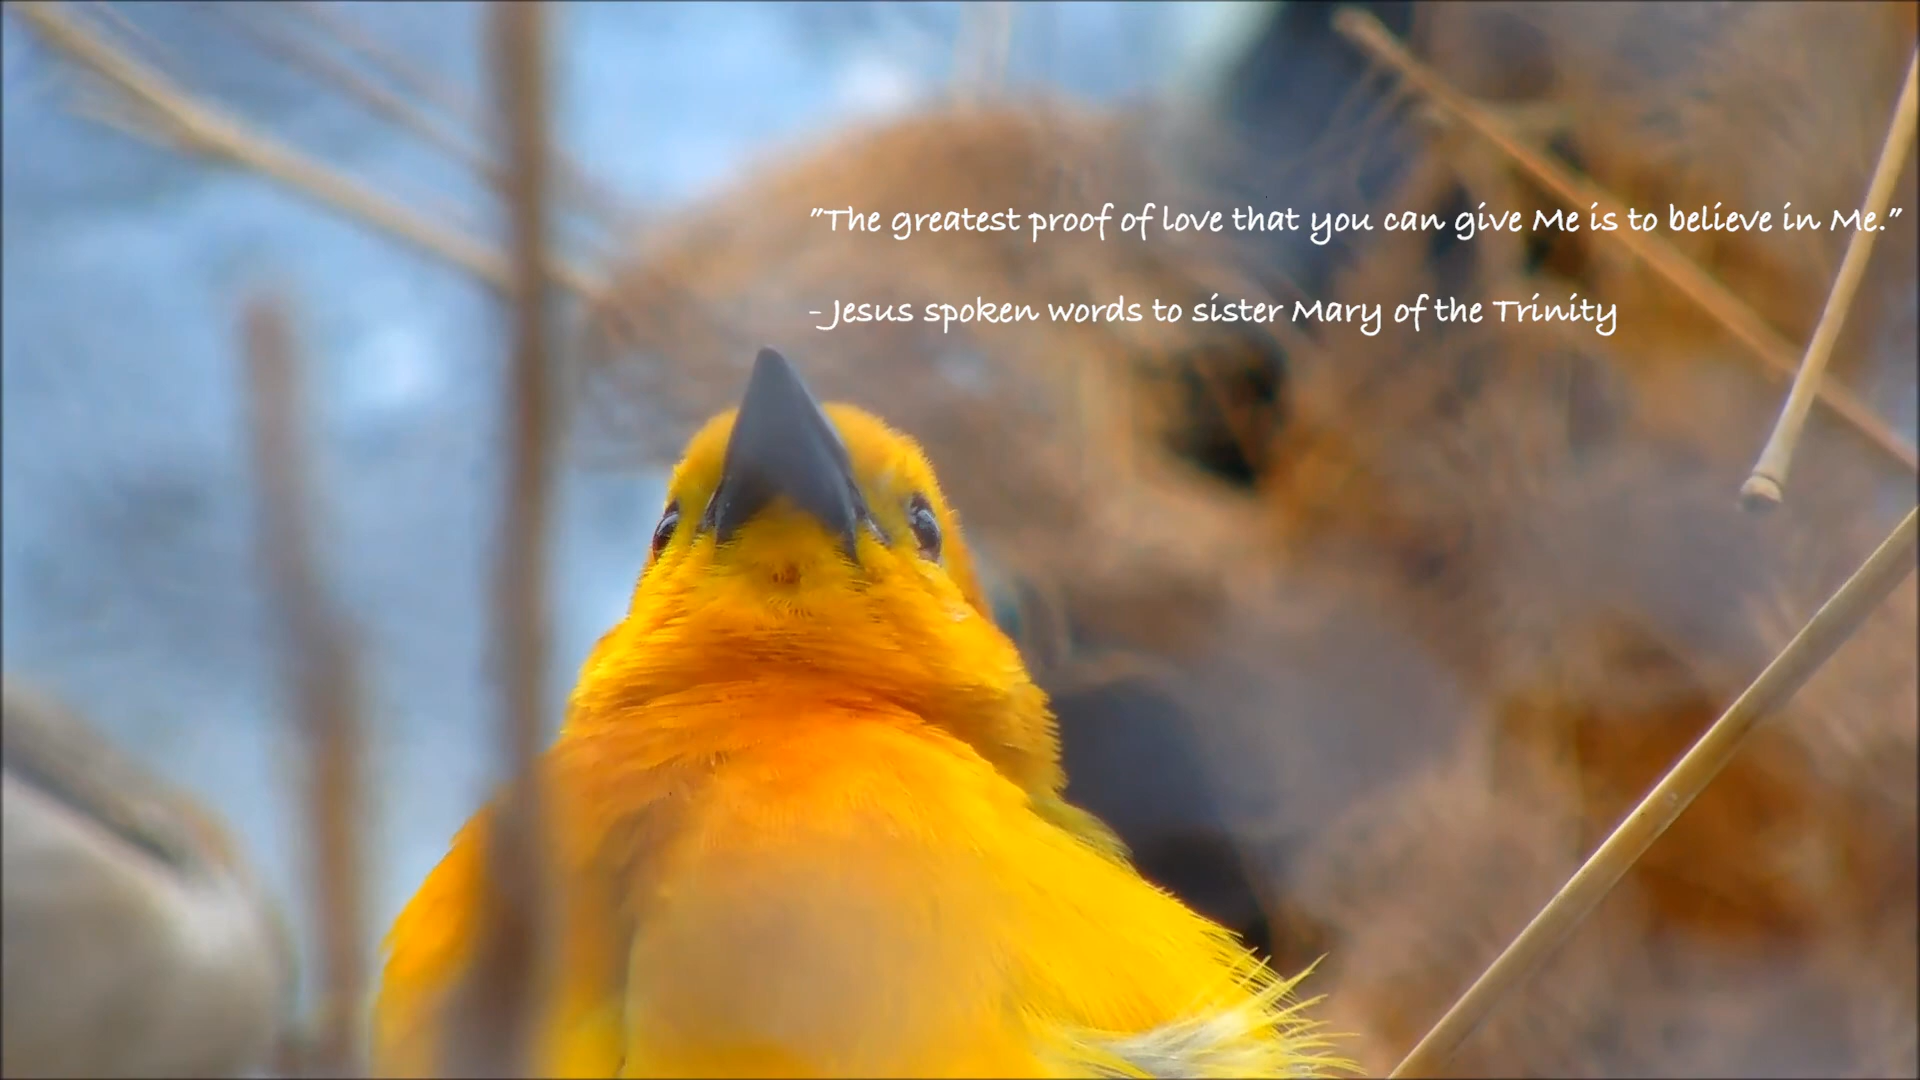 "The greatest proof of love that you can give Me is to believe in Me."
- Jesus spoken words to sister Mary of the Trinity